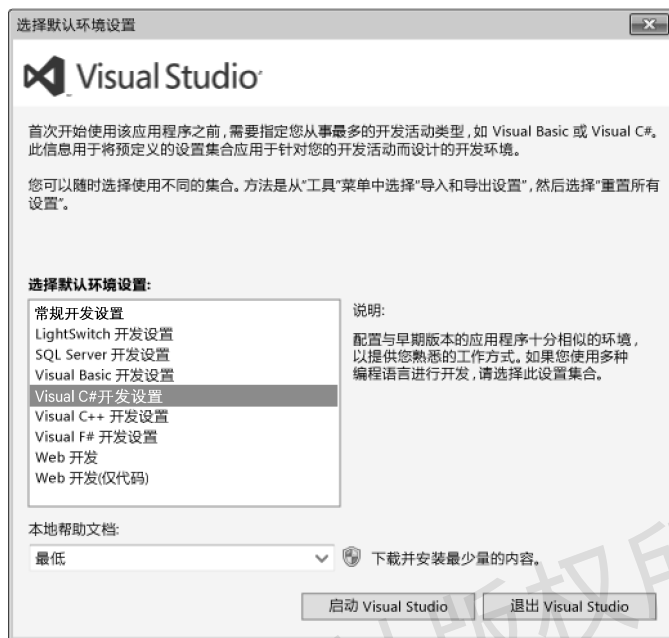 选择默认环境设置
Visual Studio
首次开始使用该应用程序之前,需要指定您从事最多的开发活动类型,如 Visual Basic 或 Visual C#。
此信息用于将预定义的设置集合应用于针对您的开发活动而设计的开发环境。
您可以随时选择使用不同的集合。方法是从“工具”菜单中选择“导入和导出设置”,然后选择“重置所有
设置”。
选择默认环境设置:
常规开发设置
LightSwitch 开发设置
SQL Server 开发设置
Visual Basic 开发设置
Visual C#开发设置
Visual C++ 开发设置
Visual F# 开发设置
Web 开发
Web 开发(仅代码)
说明:
配置与早期版本的应用程序十分相似的环境,
以提供您熟悉的工作方式。如果您使用多种
编程语言进行开发,请选择此设置集合。
本地帮助文档:
最低
下载并安装最少量的内容。
启动 Visual Studio
退出 Visual Studio
版权所